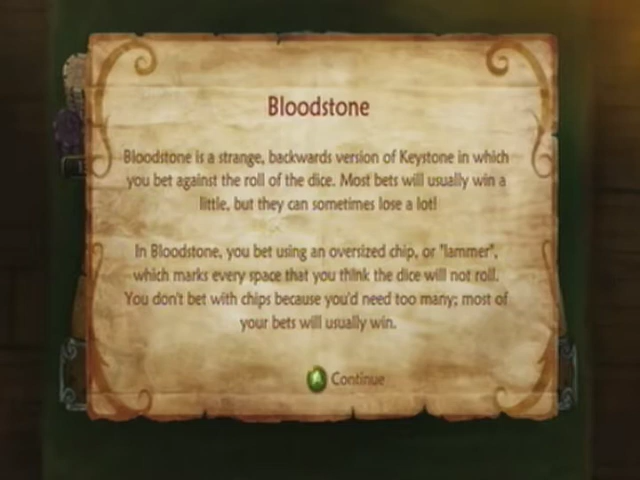 Bloodstone
Bloodstone is a strange, backwards version of Keystone in which
you bet against the roll of the dice. Most bets will usually win a
little, but they can sometimes lose a lot!
In Bloodstone, you bet using an oversized chip, or "lammer",
which marks every space that you think the dice will not roll.
You don't bet with chips because you'd need too many; most of
your bets will usually win.
A Continue